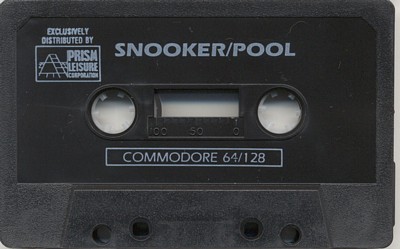 EXCLUSIVELY
DISTRIBUTED BY
PRISM
LEISURE
CORPORATION
SNOOKER/POOL
100 50 0
COMMODORE 64/128